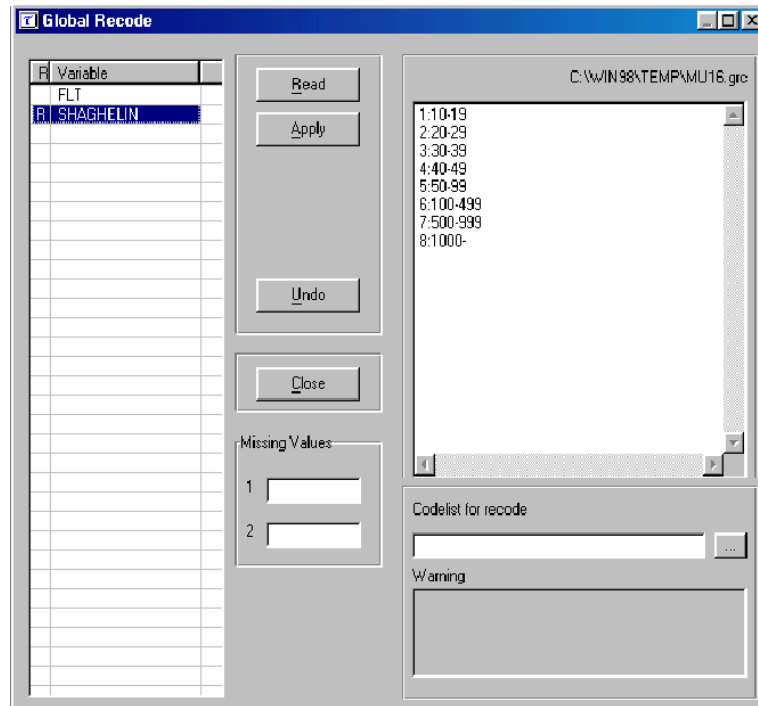 Global Recode
R Variable
FLT
R SHAGHELIN
Read
Apply
Undo
Close
Missing Values
1
2
C:\WIN98\TEMP\MU16.grc
1:10-19
2:20-29
3:30-39
4:40-49
5:50-99
6:100-499
7:500-999
8:1000-
Codelist for recode
...
Warning